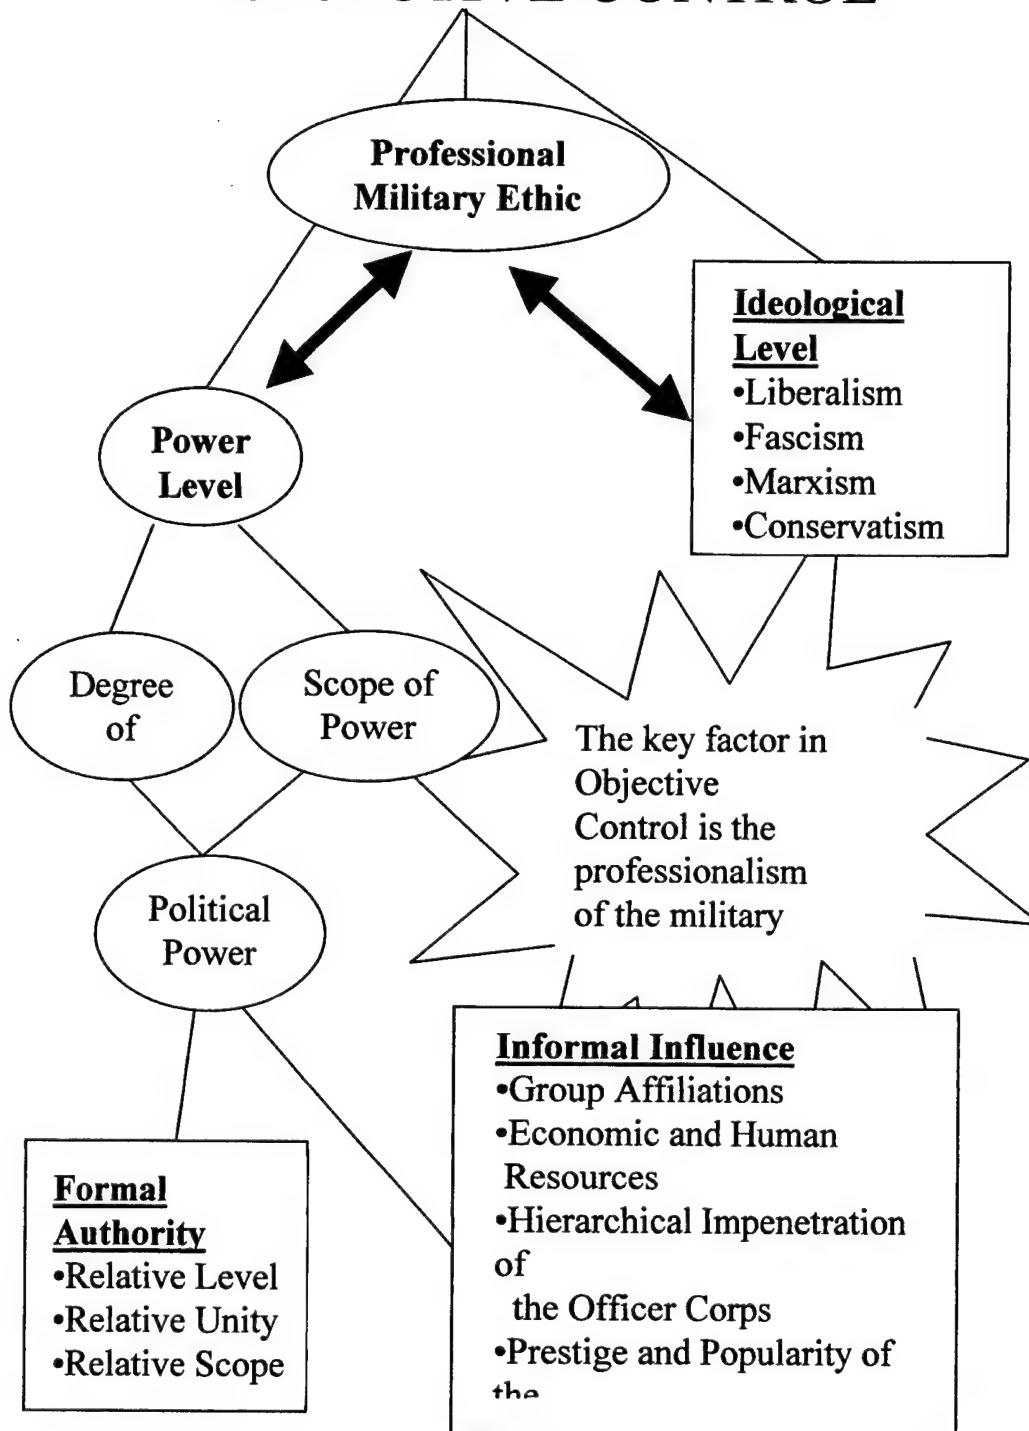 CONTROL
Professional
Military Ethic
Ideological
Level
•Liberalism
•Fascism
•Marxism
•Conservatism
Power
Level
Degree
of
Scope of
Power
The key factor in
Objective
Control is the
professionalism
of the military
Political
Power
Formal
Authority
•Relative Level
•Relative Unity
•Relative Scope
Informal Influence
•Group Affiliations
•Economic and Human
Resources
•Hierarchical Impenetration
of
the Officer Corps
•Prestige and Popularity of
the